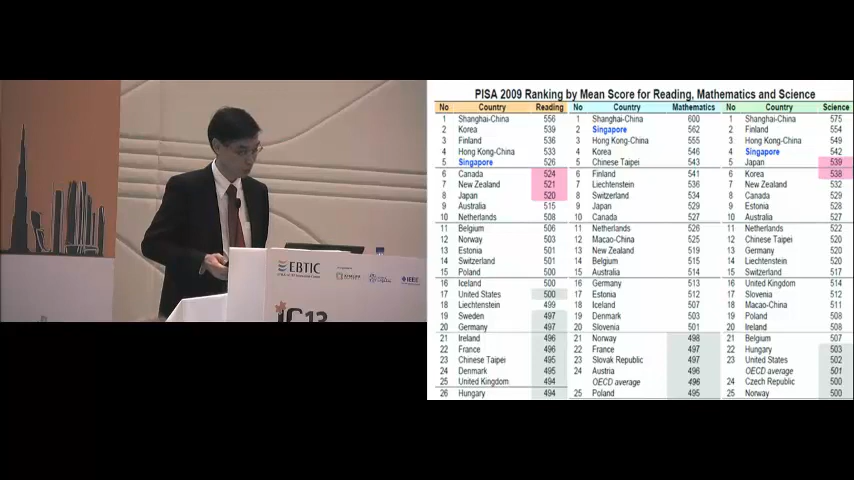 EBTIC
IEEE
iC13
PISA 2009 Ranking by Mean Score for Reading, Mathematics and Science
No Country Reading No Country Mathematics No Country Science
1 Shanghai-China 556 1 Shanghai-China 600 1 Shanghai-China 575
2 Korea 539 2 Singapore 562 2 Finland 554
3 Finland 536 3 Hong Kong-China 555 3 Hong Kong-China 549
4 Hong Kong-China 533 4 Korea 546 4 Singapore 542
5 Singapore 526 5 Chinese Taipei 543 5 Japan 539
6 Canada 524 6 Finland 541 6 Korea 538
7 New Zealand 521 7 Liechtenstein 536 7 New Zealand 532
8 Japan 520 8 Switzerland 534 8 Canada 529
9 Australia 515 9 Japan 529 9 Estonia 528
10 Netherlands 508 10 Canada 527 10 Australia 527
11 Belgium 506 11 Netherlands 526 11 Netherlands 522
12 Norway 503 12 Macao-China 525 12 Chinese Taipei 520
13 Estonia 501 13 New Zealand 519 13 Germany 520
14 Switzerland 501 14 Belgium 515 14 Liechtenstein 520
15 Poland 500 15 Australia 514 15 Switzerland 517
16 Iceland 500 16 Germany 513 16 United Kingdom 514
17 United States 500 17 Estonia 512 17 Slovenia 512
18 Liechtenstein 499 18 Iceland 507 18 Macao-China 511
19 Sweden 497 19 Denmark 503 19 Poland 508
20 Germany 497 20 Slovenia 501 20 Ireland 508
21 Ireland 496 21 Norway 498 21 Belgium 507
22 France 496 22 France 497 22 Hungary 503
23 Chinese Taipei 495 23 Slovak Republic 497 23 United States 502
24 Denmark 495 24 Austria 496 OECD average 501
25 United Kingdom 494 OECD average 496 24 Czech Republic 500
26 Hungary 494 25 Poland 495 25 Norway 500